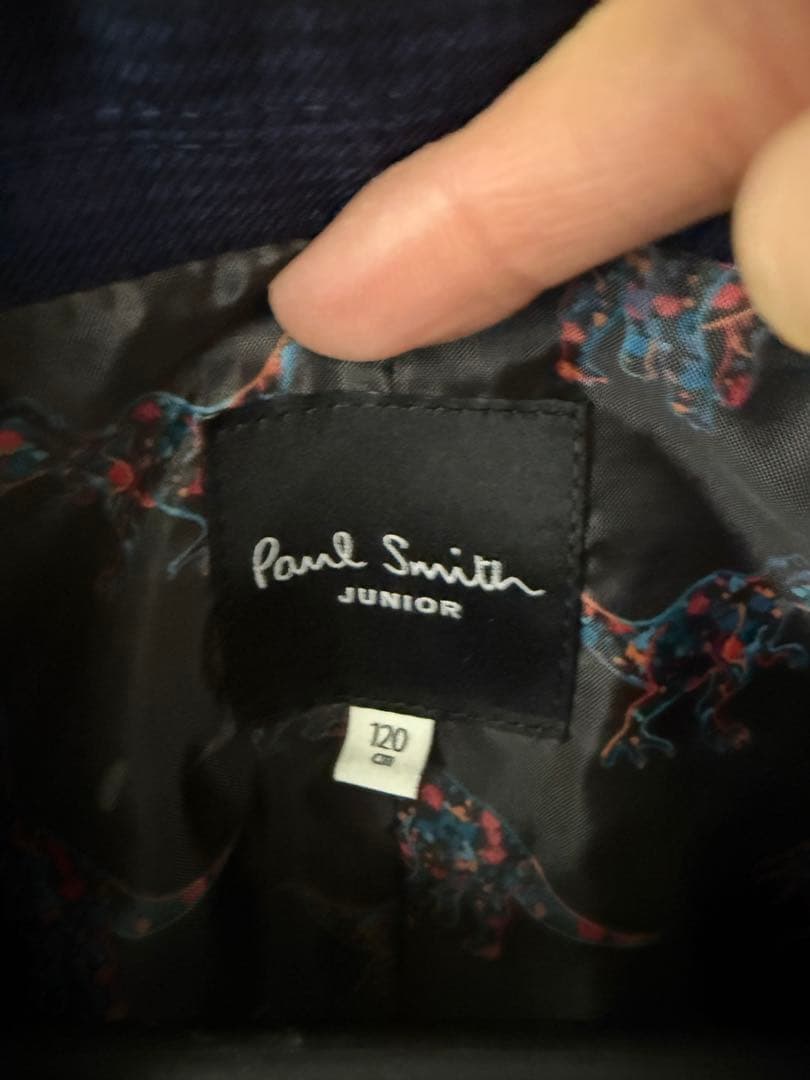 Paul Smith
JUNIOR
120
cm